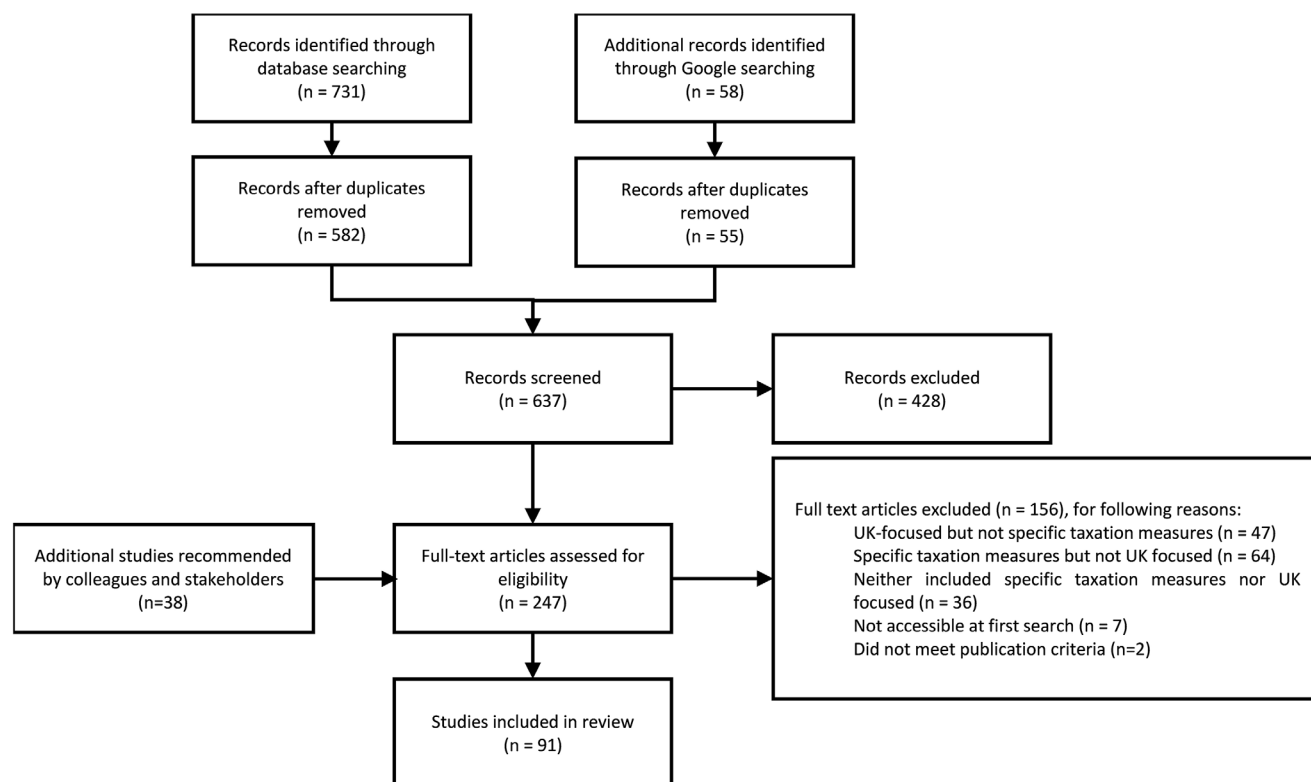 Records identified through
database searching
(n = 731)
Additional records identified
through Google searching
(n = 58)
Records after duplicates
removed
(n = 582)
Records after duplicates
removed
(n = 55)
Records screened
(n = 637)
Records excluded
(n = 428)
Additional studies recommended
by colleagues and stakeholders
(n=38)
Full-text articles assessed for
eligibility
(n = 247)
Full text articles excluded (n = 156), for following reasons:
UK-focused but not specific taxation measures (n = 47)
Specific taxation measures but not UK focused (n = 64)
Neither included specific taxation measures nor UK
focused (n = 36)
Not accessible at first search (n = 7)
Did not meet publication criteria (n=2)
Studies included in review
(n = 91)